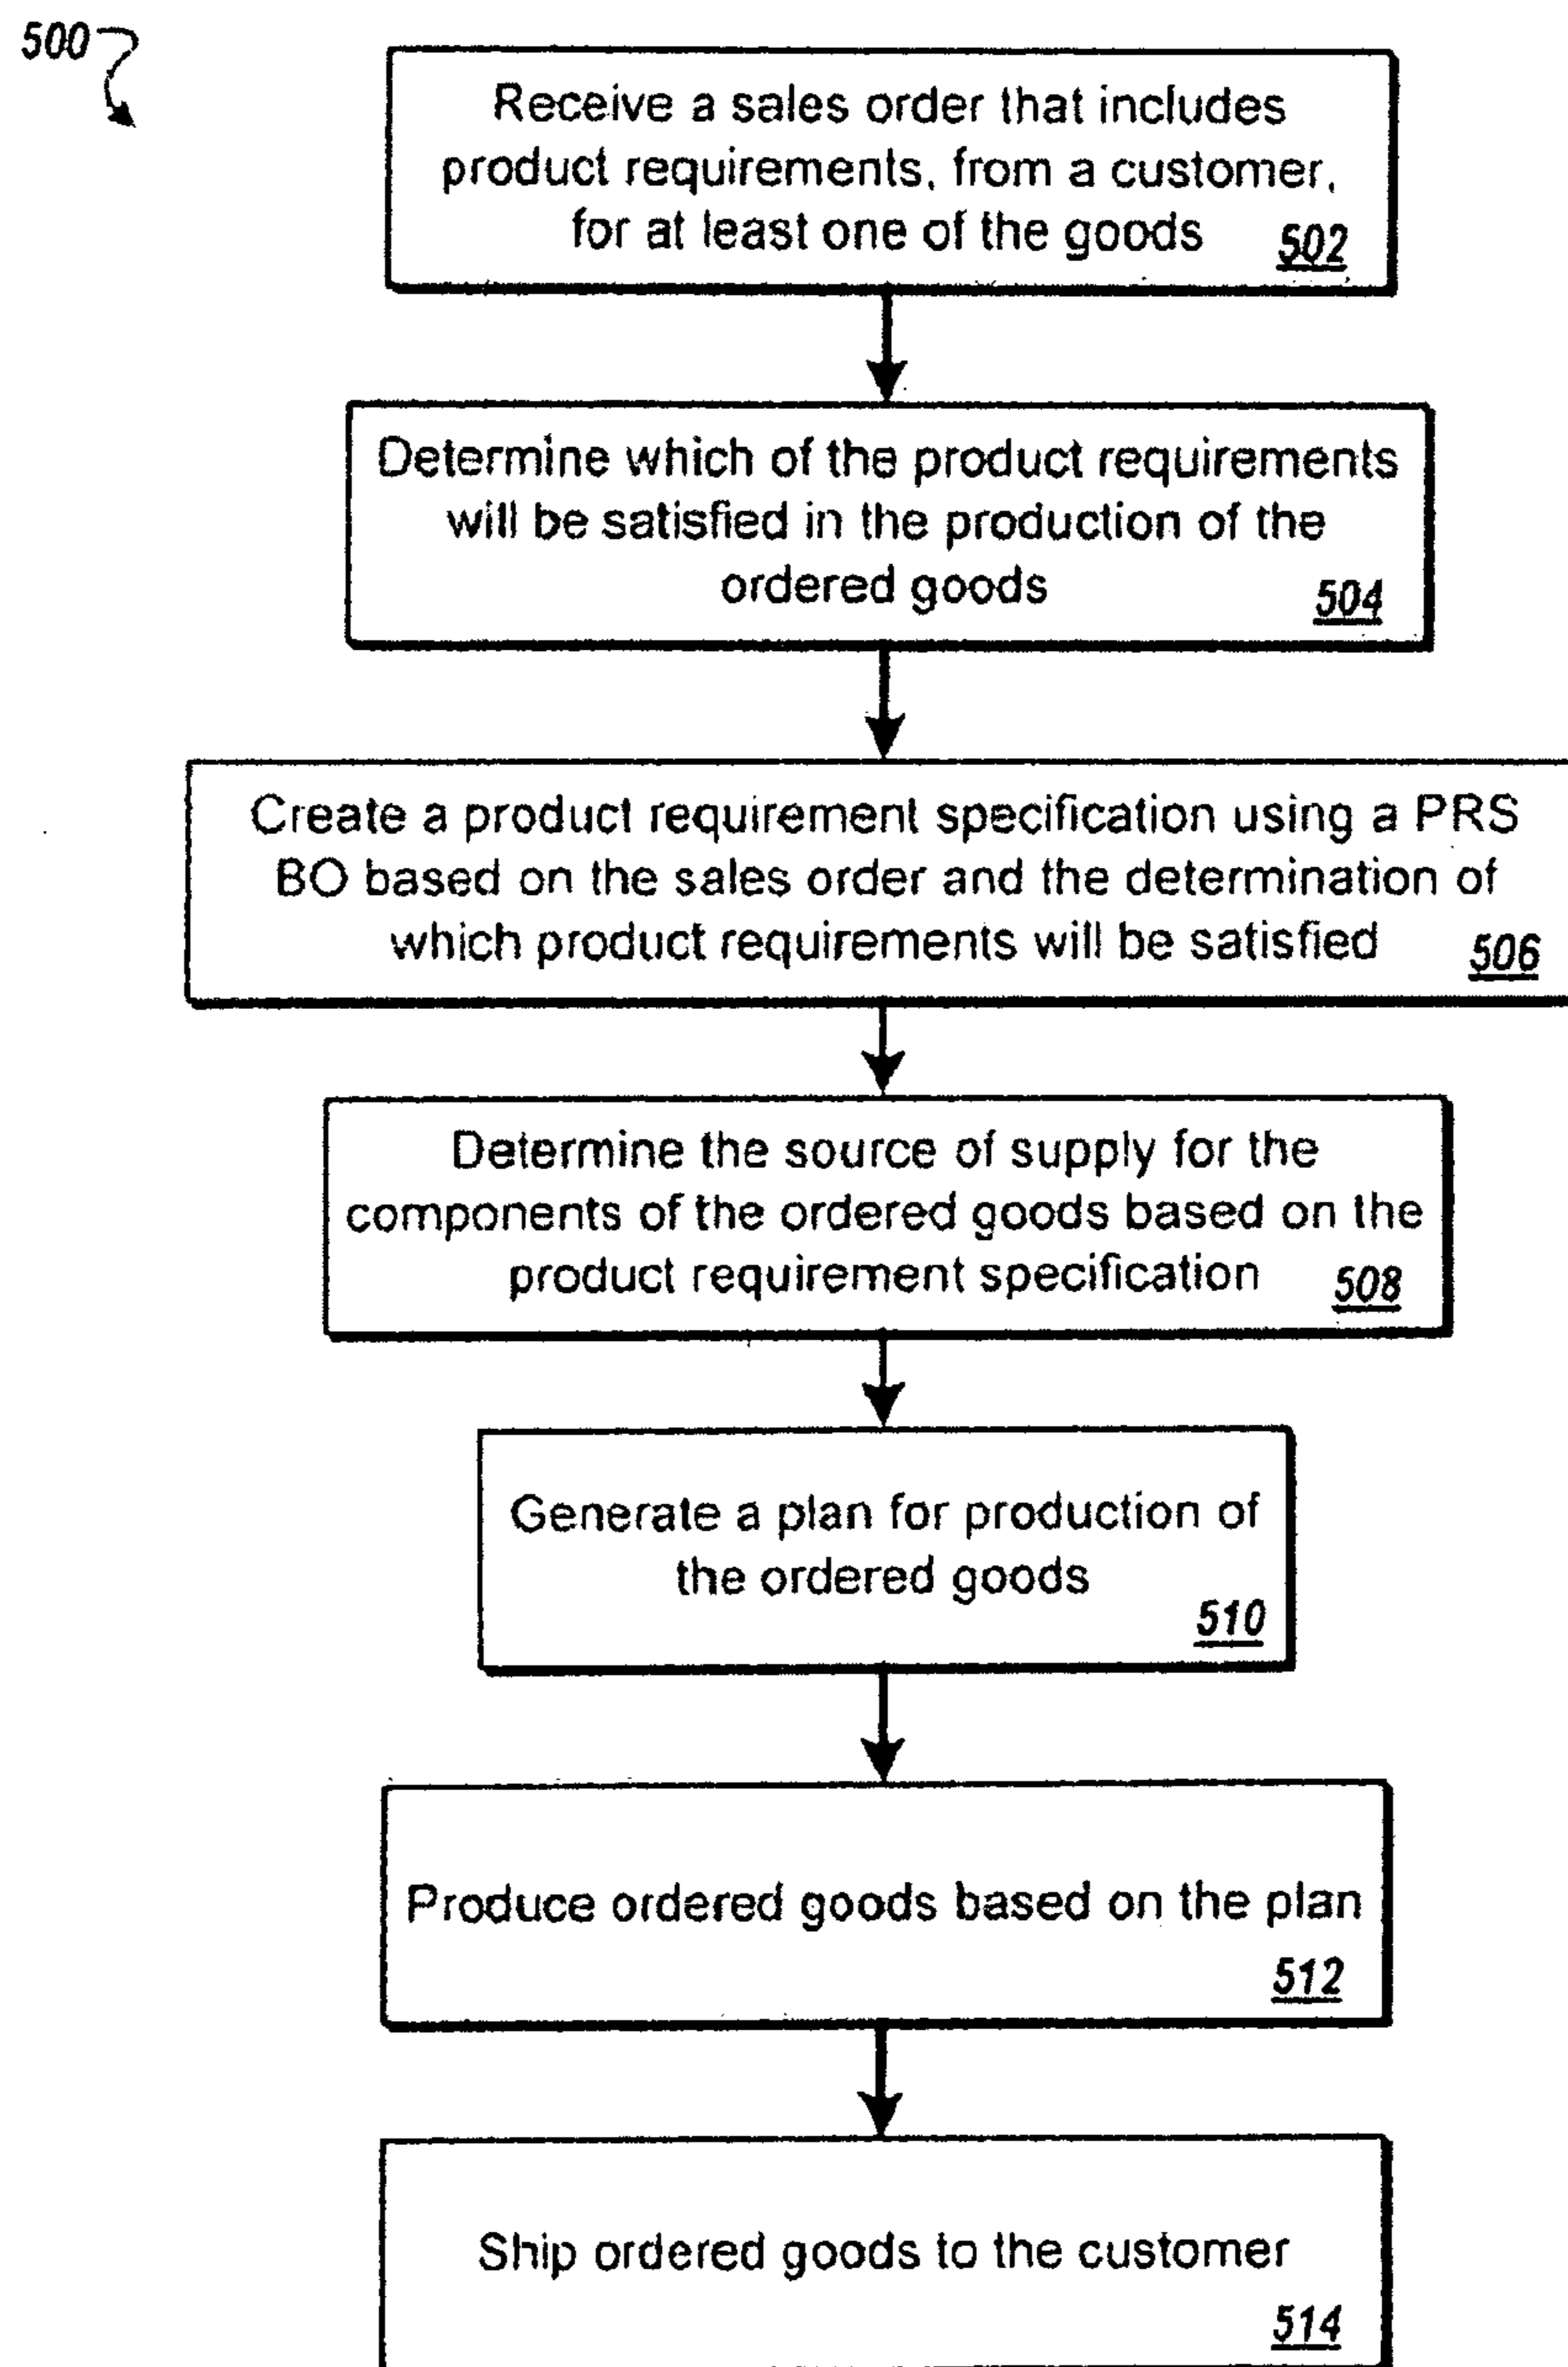 500
Receive a sales order that includes
product requirements, from a customer,
for at least one of the goods 502
Determine which of the product requirements
will be satisfied in the production of the
ordered goods 504
Create a product requirement specification using a PRS
BO based on the sales order and the determination of
which product requirements will be satisfied 506
Determine the source of supply for the
components of the ordered goods based on the
product requirement specification 508
Generate a plan for production of
the ordered goods
510
Produce ordered goods based on the plan
512
Ship ordered goods to the customer
514